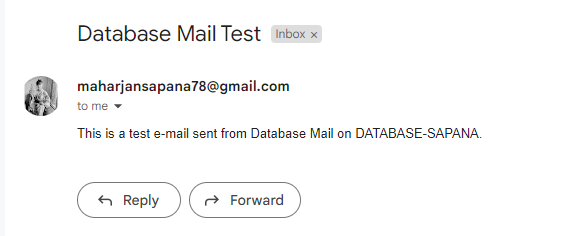 Database Mail Test Inbox ×
maharjansapana78@gmail.com
to me
This is a test e-mail sent from Database Mail on DATABASE-SAPANA.
Reply Forward